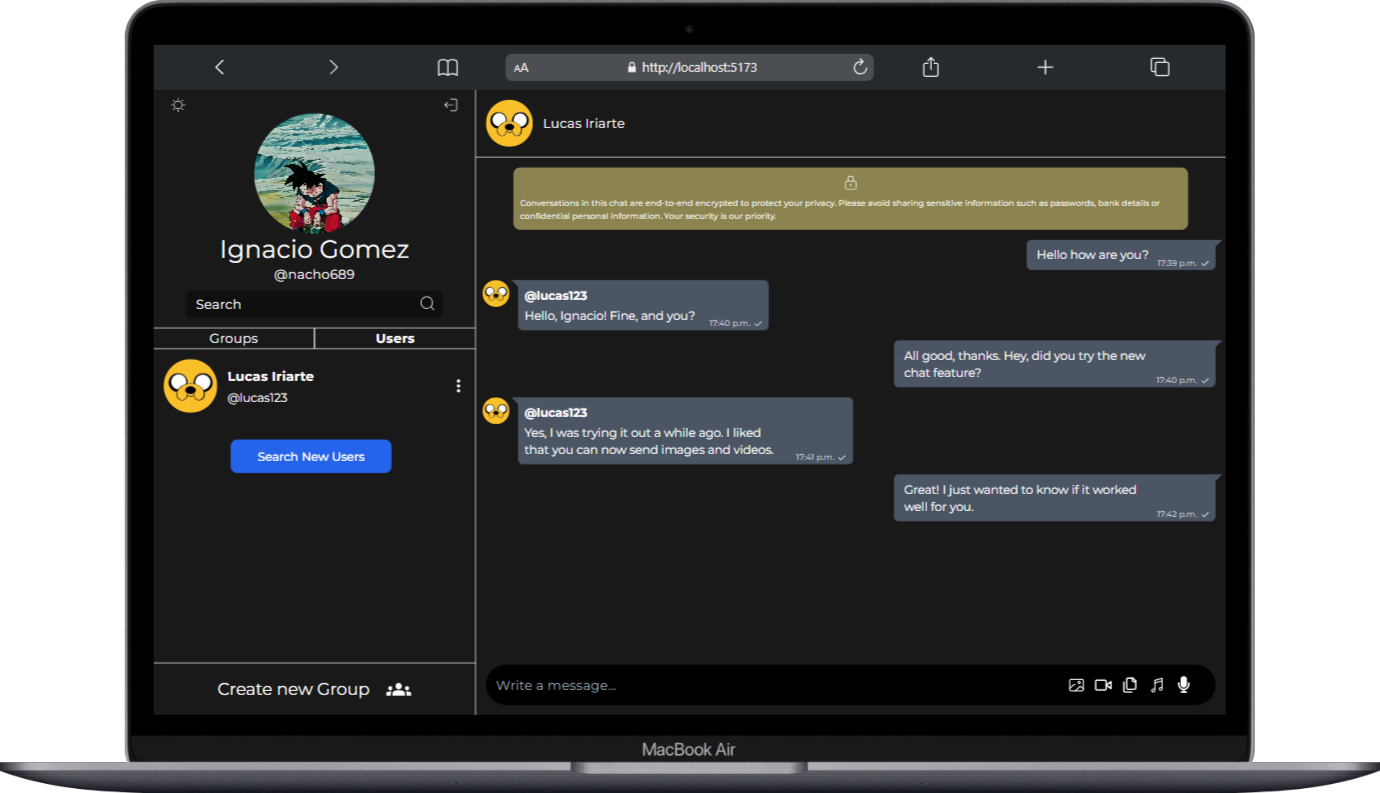 AA
http://localhost:5173
Ignacio Gomez
@nacho689
Search
Groups
Users
Lucas Iriarte
@lucas123
Search New Users
Create new Group
Lucas Iriarte
Conversations in this chat are end-to-end encrypted to protect your privacy. Please avoid sharing sensitive information such as passwords, bank details or
confidential personal information. Your security is our priority.
Hello how are you?
17:39 p.m.
@lucas123
Hello, Ignacio! Fine, and you?
17:40 p.m.
All good, thanks. Hey, did you try the new
chat feature?
17:40 p.m.
@lucas123
Yes, I was trying it out a while ago. I liked
that you can now send images and videos.
17:41 p.m.
Great! I just wanted to know if it worked
well for you.
17:42 p.m.
Write a message...
MacBook Air